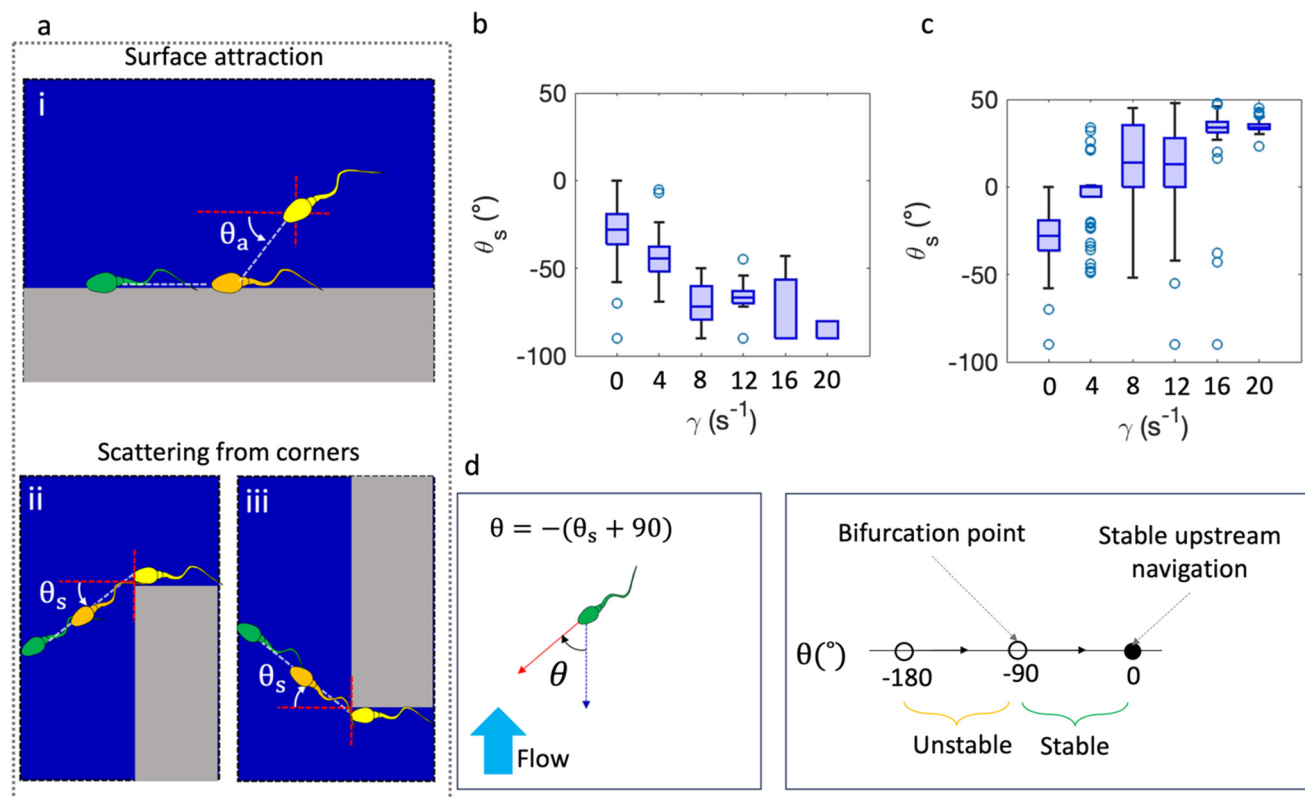 a
Surface attraction
i
θa
Scattering from corners
ii
θs
iii
θs
b
50
0
-50
-100
θs (°)
0 4 8 12 16 20
γ (s-1)
c
50
0
-50
-100
θs (°)
0 4 8 12 16 20
γ (s-1)
d
θ = −(θs + 90)
θ
Flow
Bifurcation point
Stable upstream
navigation
θ(°)
-180 -90 0
Unstable Stable